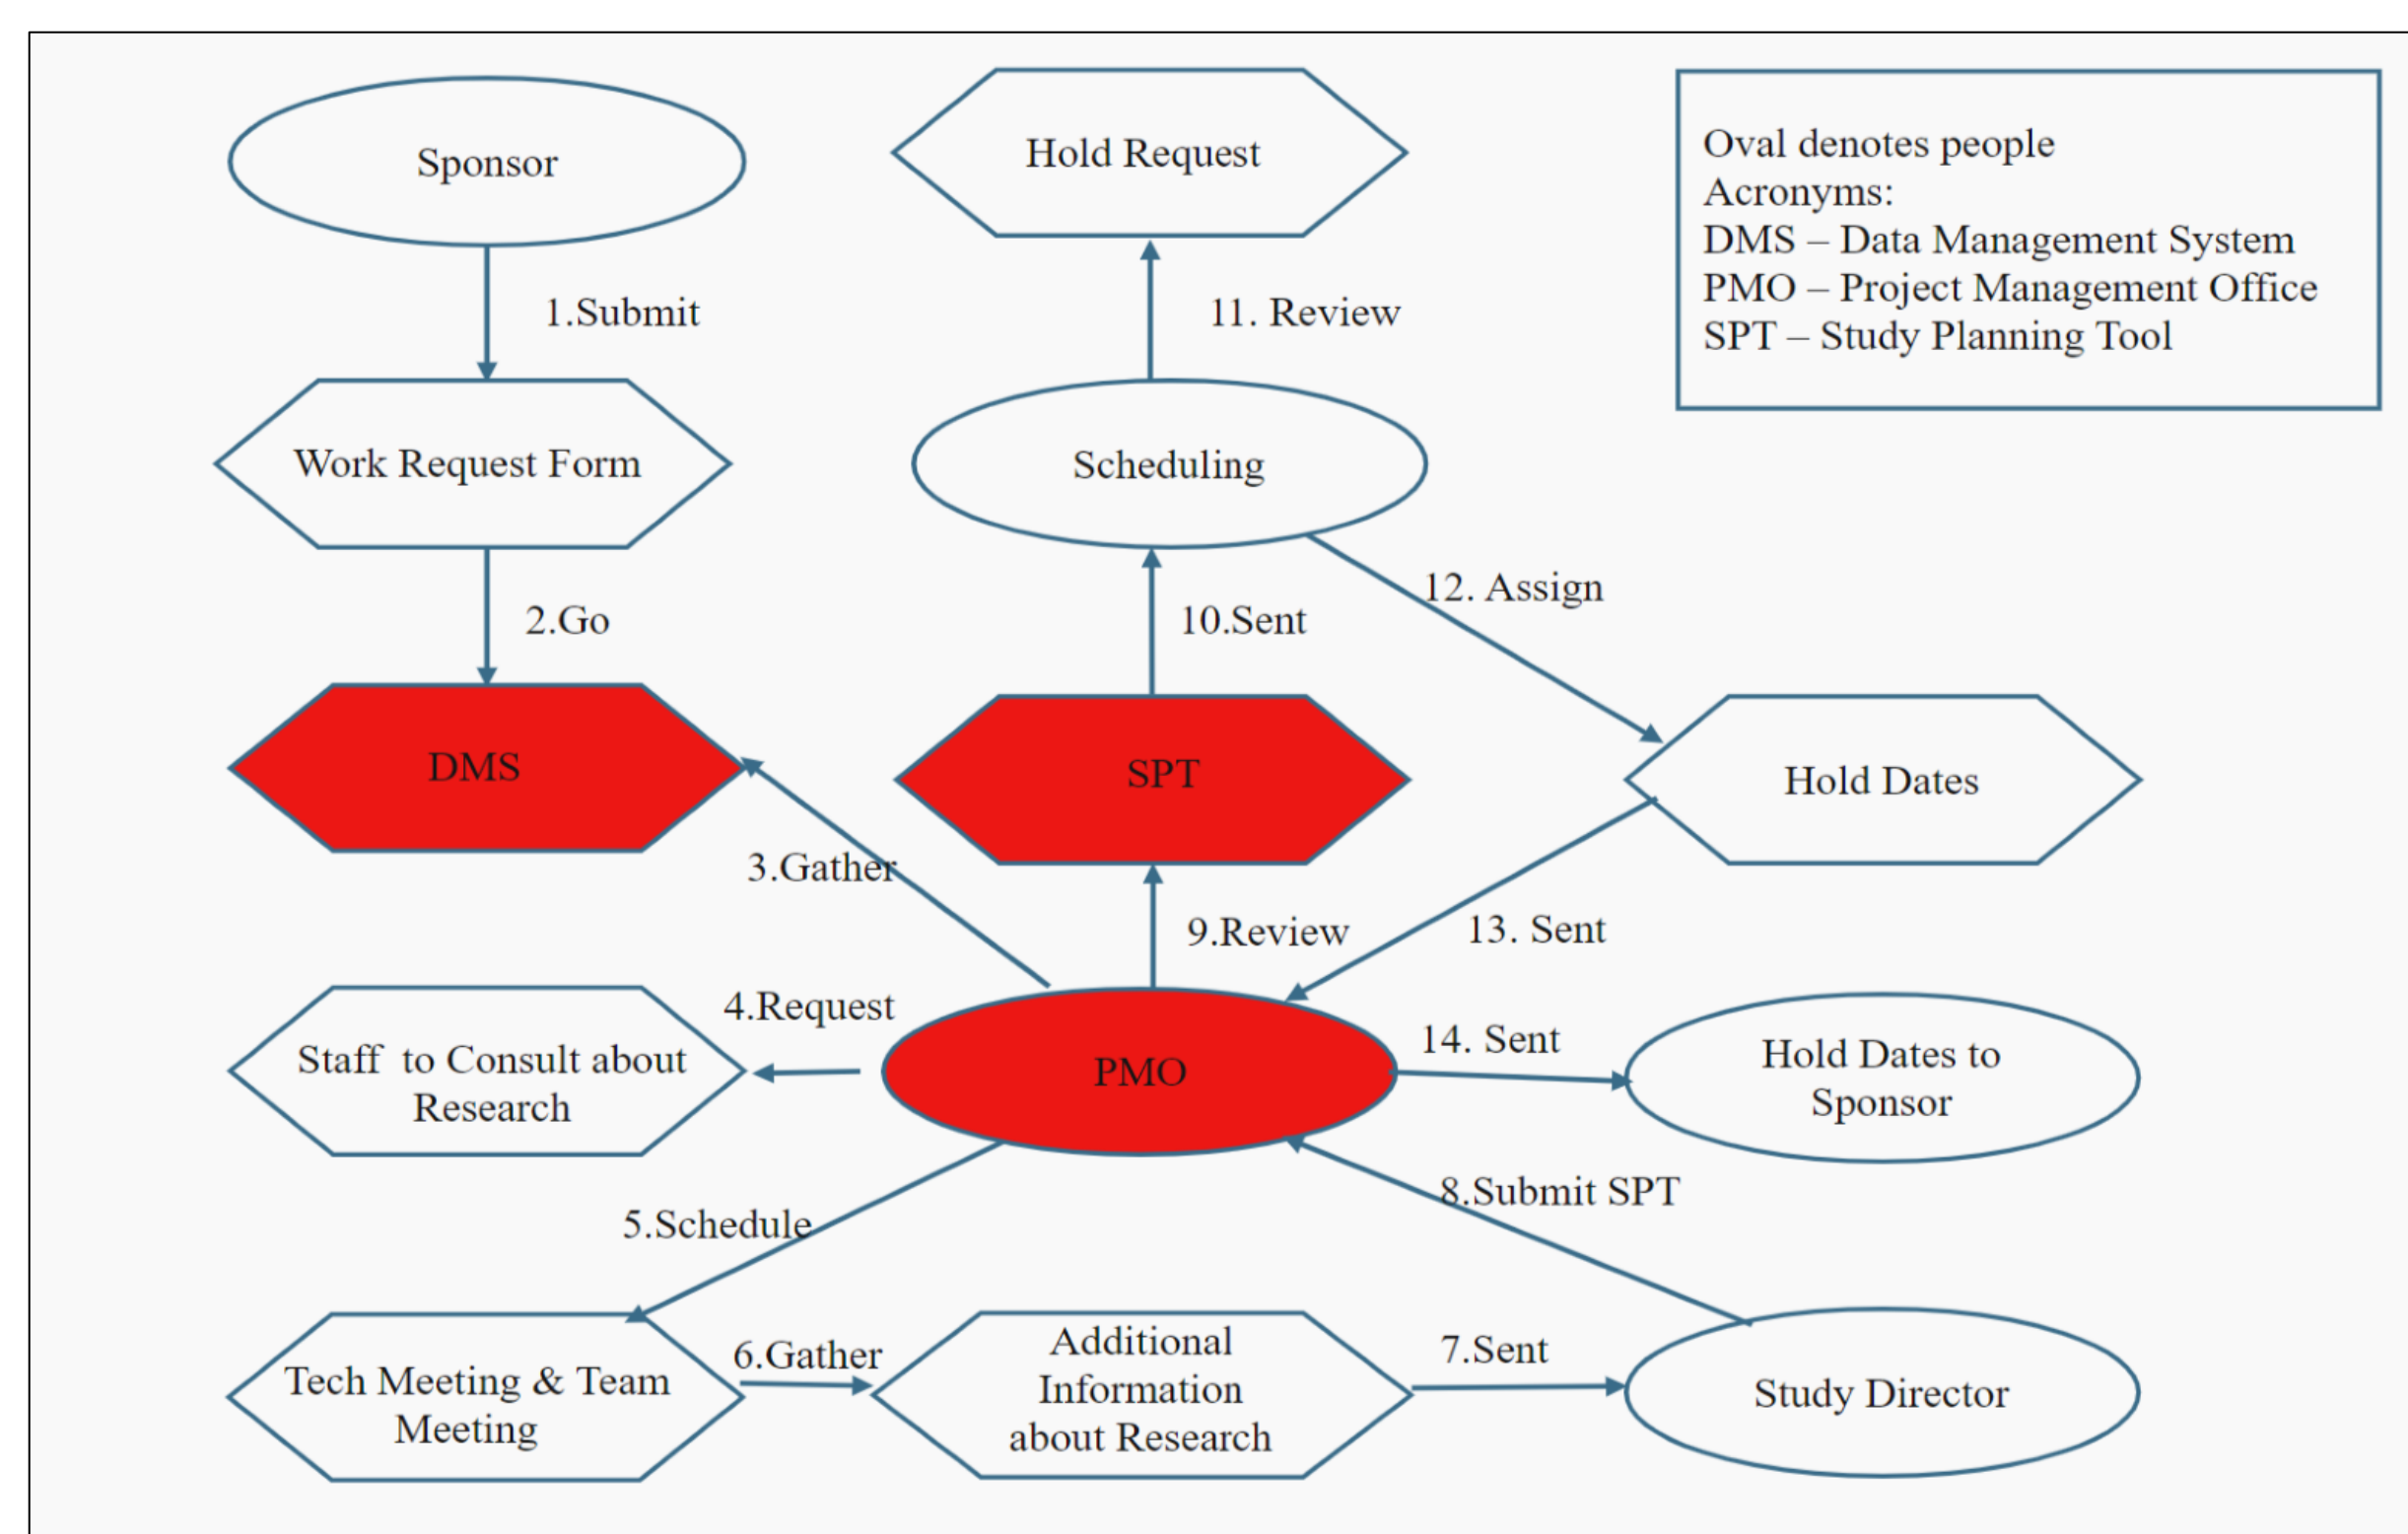 Sponsor
Hold Request
Oval denotes people
Acronyms:
DMS – Data Management System
PMO – Project Management Office
SPT – Study Planning Tool
1.Submit
11. Review
Work Request Form
Scheduling
2.Go
10.Sent
12. Assign
DMS
SPT
Hold Dates
3.Gather
9.Review
13. Sent
4.Request
14. Sent
Staff  to Consult about
Research
PMO
Hold Dates to
Sponsor
5.Schedule
8.Submit SPT
6.Gather
7.Sent
Tech Meeting & Team
Meeting
Additional
Information
about Research
Study Director